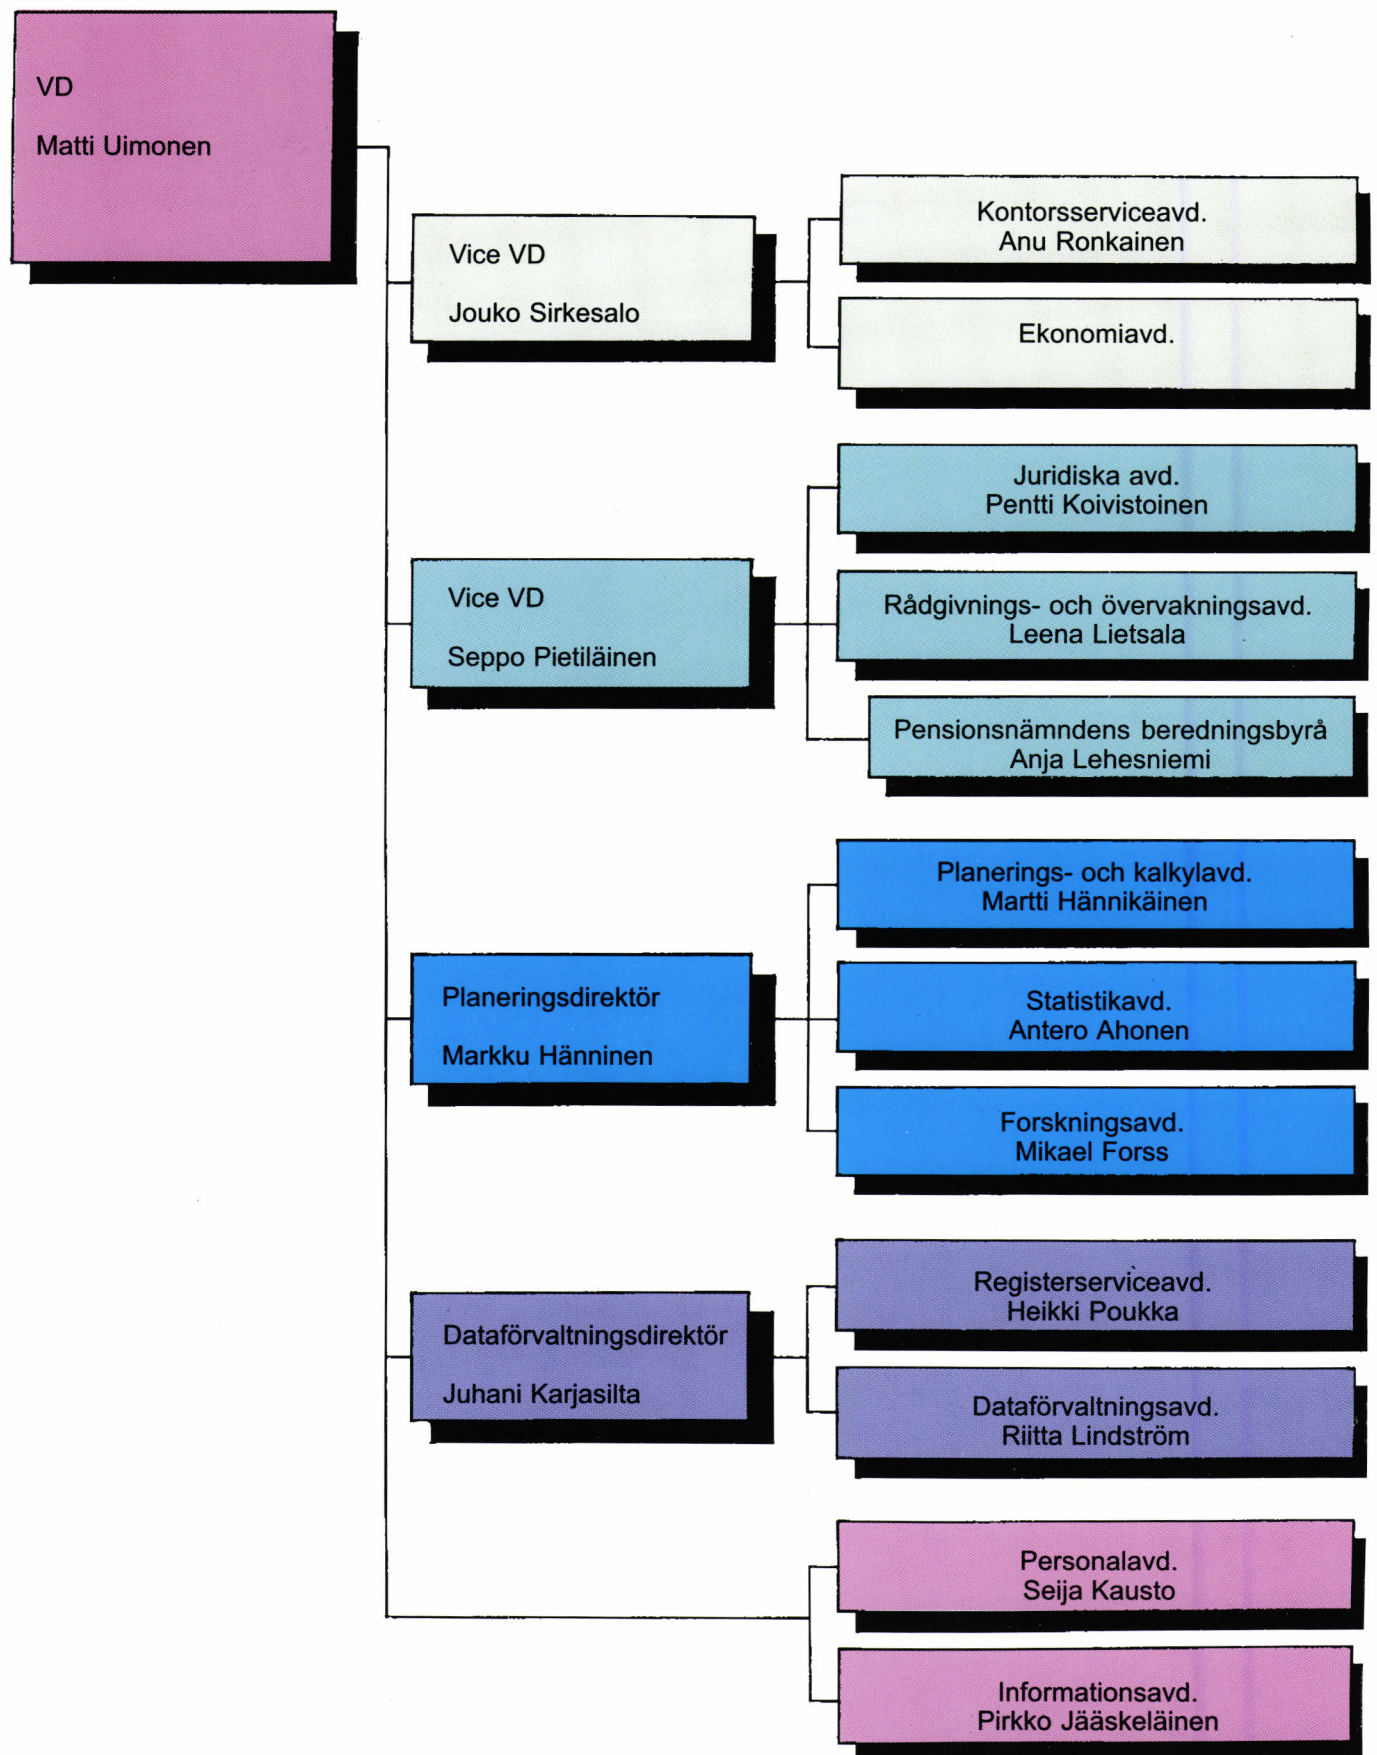 VD
Matti Uimonen
Vice VD
Jouko Sirkesalo
Kontorsserviceavd.
Anu Ronkainen
Ekonomiavd.
Vice VD
Seppo Pietiläinen
Juridiska avd.
Pentti Koivistoinen
Rådgivnings- och övervakningsavd.
Leena Lietsala
Pensionsnämndens beredningsbyrå
Anja Lehesniemi
Planeringsdirektör
Markku Hänninen
Planerings- och kalkylavd.
Martti Hännikäinen
Statistikavd.
Antero Ahonen
Forskningsavd.
Mikael Forss
Dataförvaltningsdirektör
Juhani Karjasilta
Registerserviceavd.
Heikki Poukka
Dataförvaltningsavd.
Riitta Lindström
Personalavd.
Seija Kausto
Informationsavd.
Pirkko Jääskeläinen